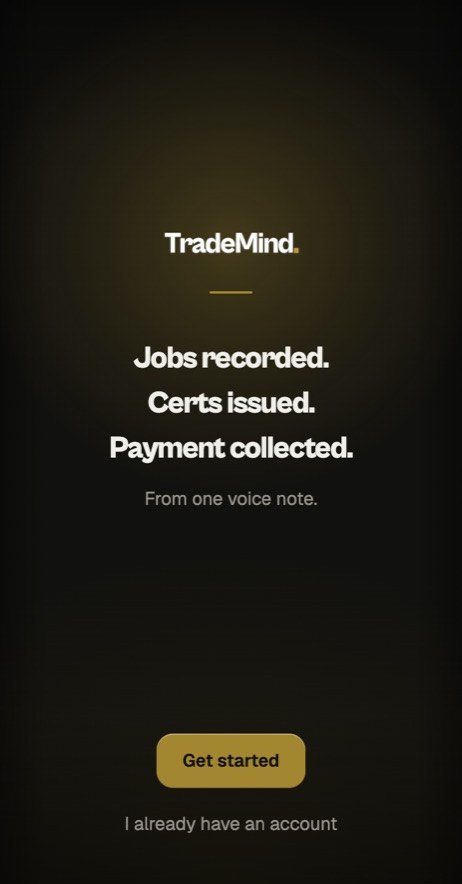 TradeMind.
Jobs recorded.
Certs issued.
Payment collected.
From one voice note.
Get started
I already have an account